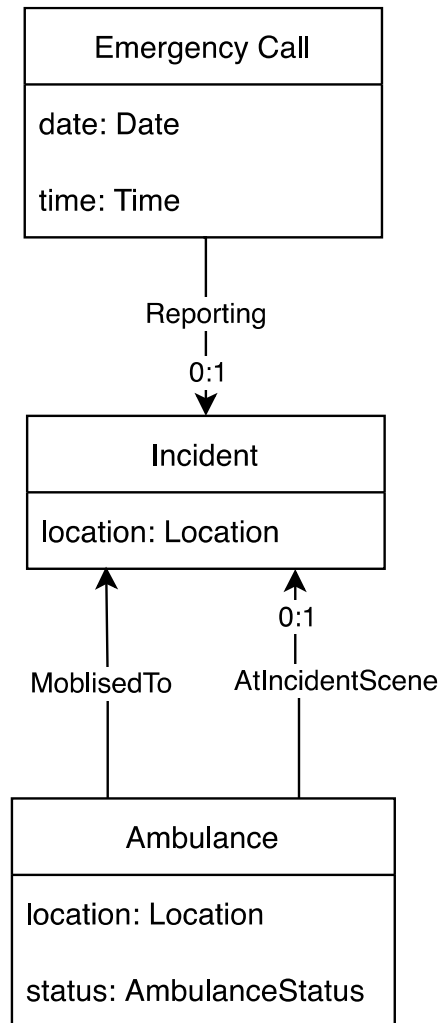 Emergency Call
date: Date
time: Time
Reporting
0:1
Incident
location: Location
0:1
MoblisedTo
AtIncidentScene
Ambulance
location: Location
status: AmbulanceStatus